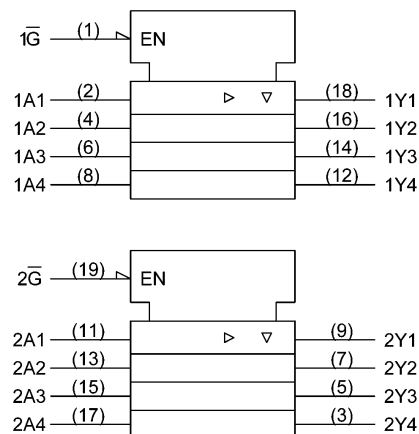 1G̅ (1) EN
1A1 (2) (18) 1Y1
1A2 (4) (16) 1Y2
1A3 (6) (14) 1Y3
1A4 (8) (12) 1Y4
2G̅ (19) EN
2A1 (11) (9) 2Y1
2A2 (13) (7) 2Y2
2A3 (15) (5) 2Y3
2A4 (17) (3) 2Y4